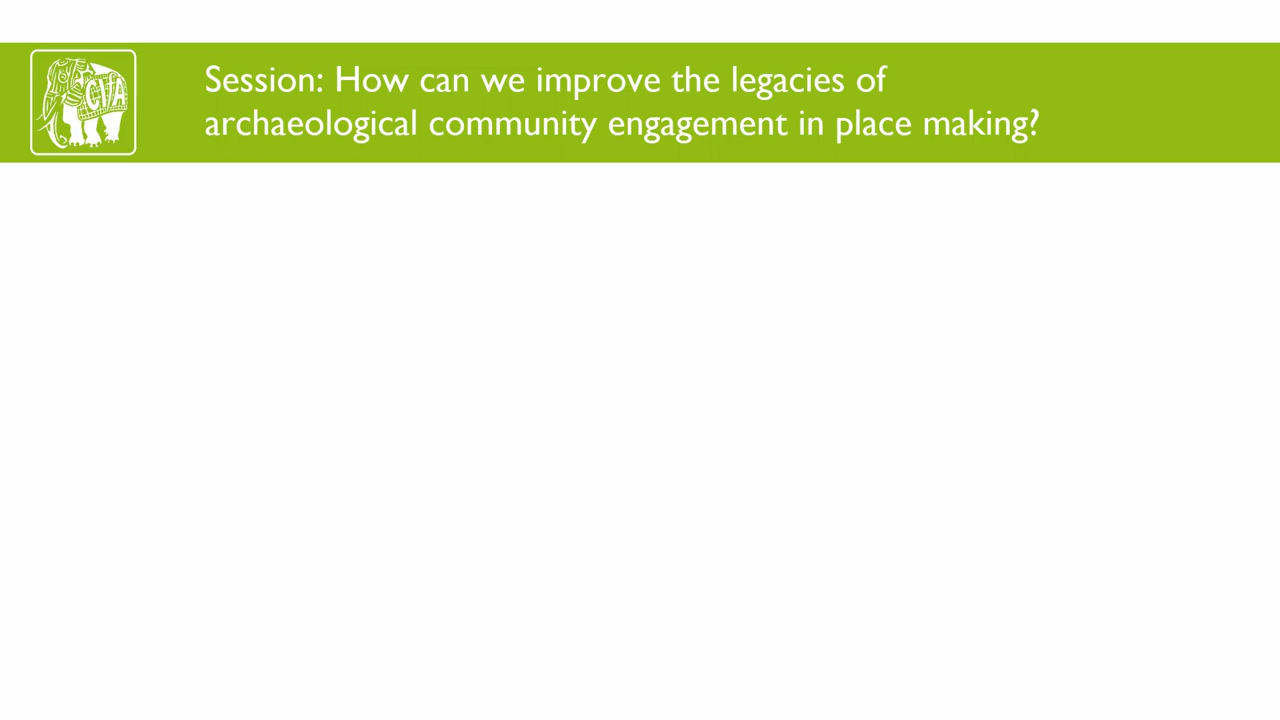 CIfA
Session: How can we improve the legacies of
archaeological community engagement in place making?